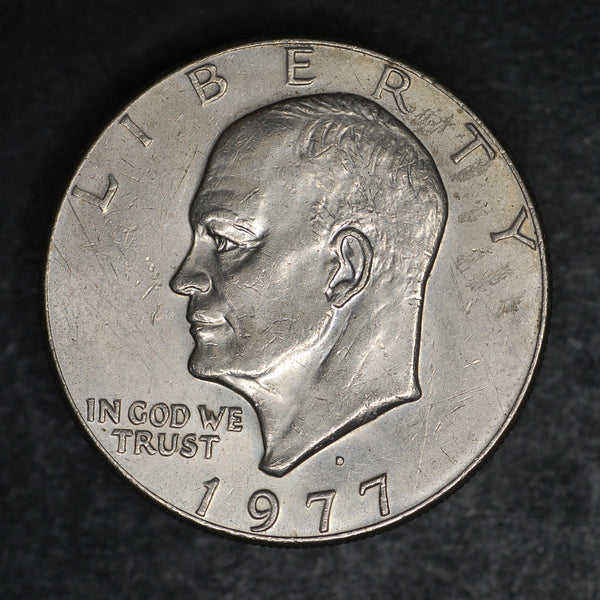 LIBERTY
IN GOD WE
TRUST
1977